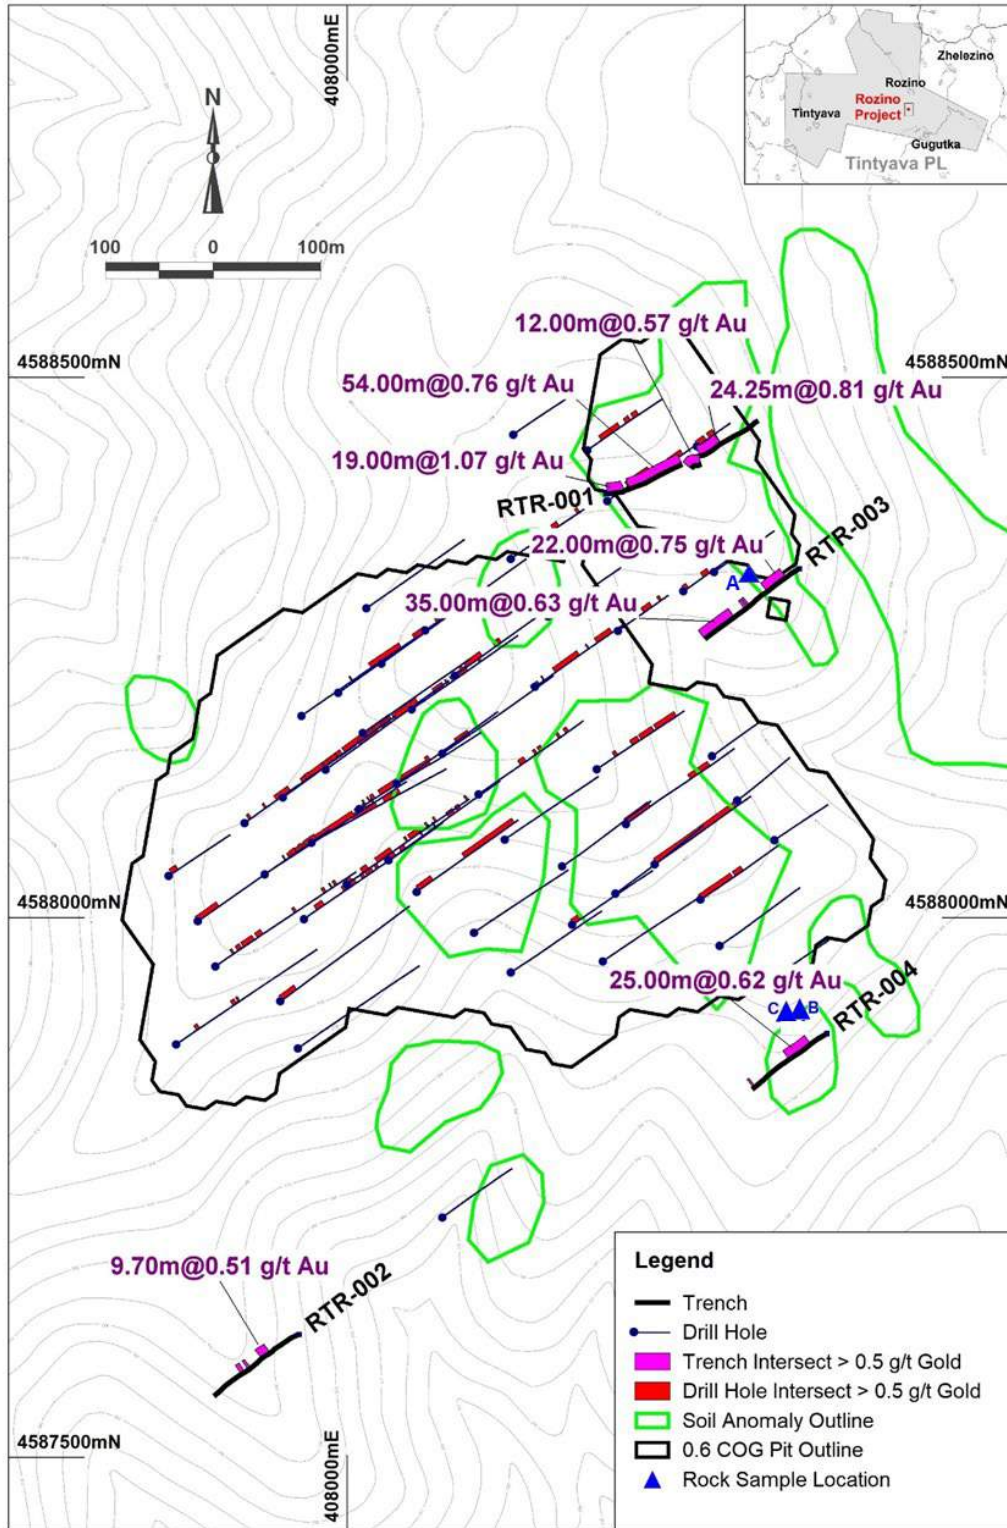 408000mE
Zhelezino
Rozino
Rozino
Project
Tintyava
Gugutka
Tintyava PL
N
100 0 100m
12.00m@0.57 g/t Au
4588500mN
4588500mN
54.00m@0.76 g/t Au
24.25m@0.81 g/t Au
19.00m@1.07 g/t Au
RTR-001
RTR-003
22.00m@0.75 g/t Au
A
35.00m@0.63 g/t Au
4588000mN
4588000mN
25.00m@0.62 g/t Au
RTR-004
C B
9.70m@0.51 g/t Au
RTR-002
Legend
Trench
Drill Hole
Trench Intersect > 0.5 g/t Gold
Drill Hole Intersect > 0.5 g/t Gold
Soil Anomaly Outline
0.6 COG Pit Outline
Rock Sample Location
4587500mN
408000mE